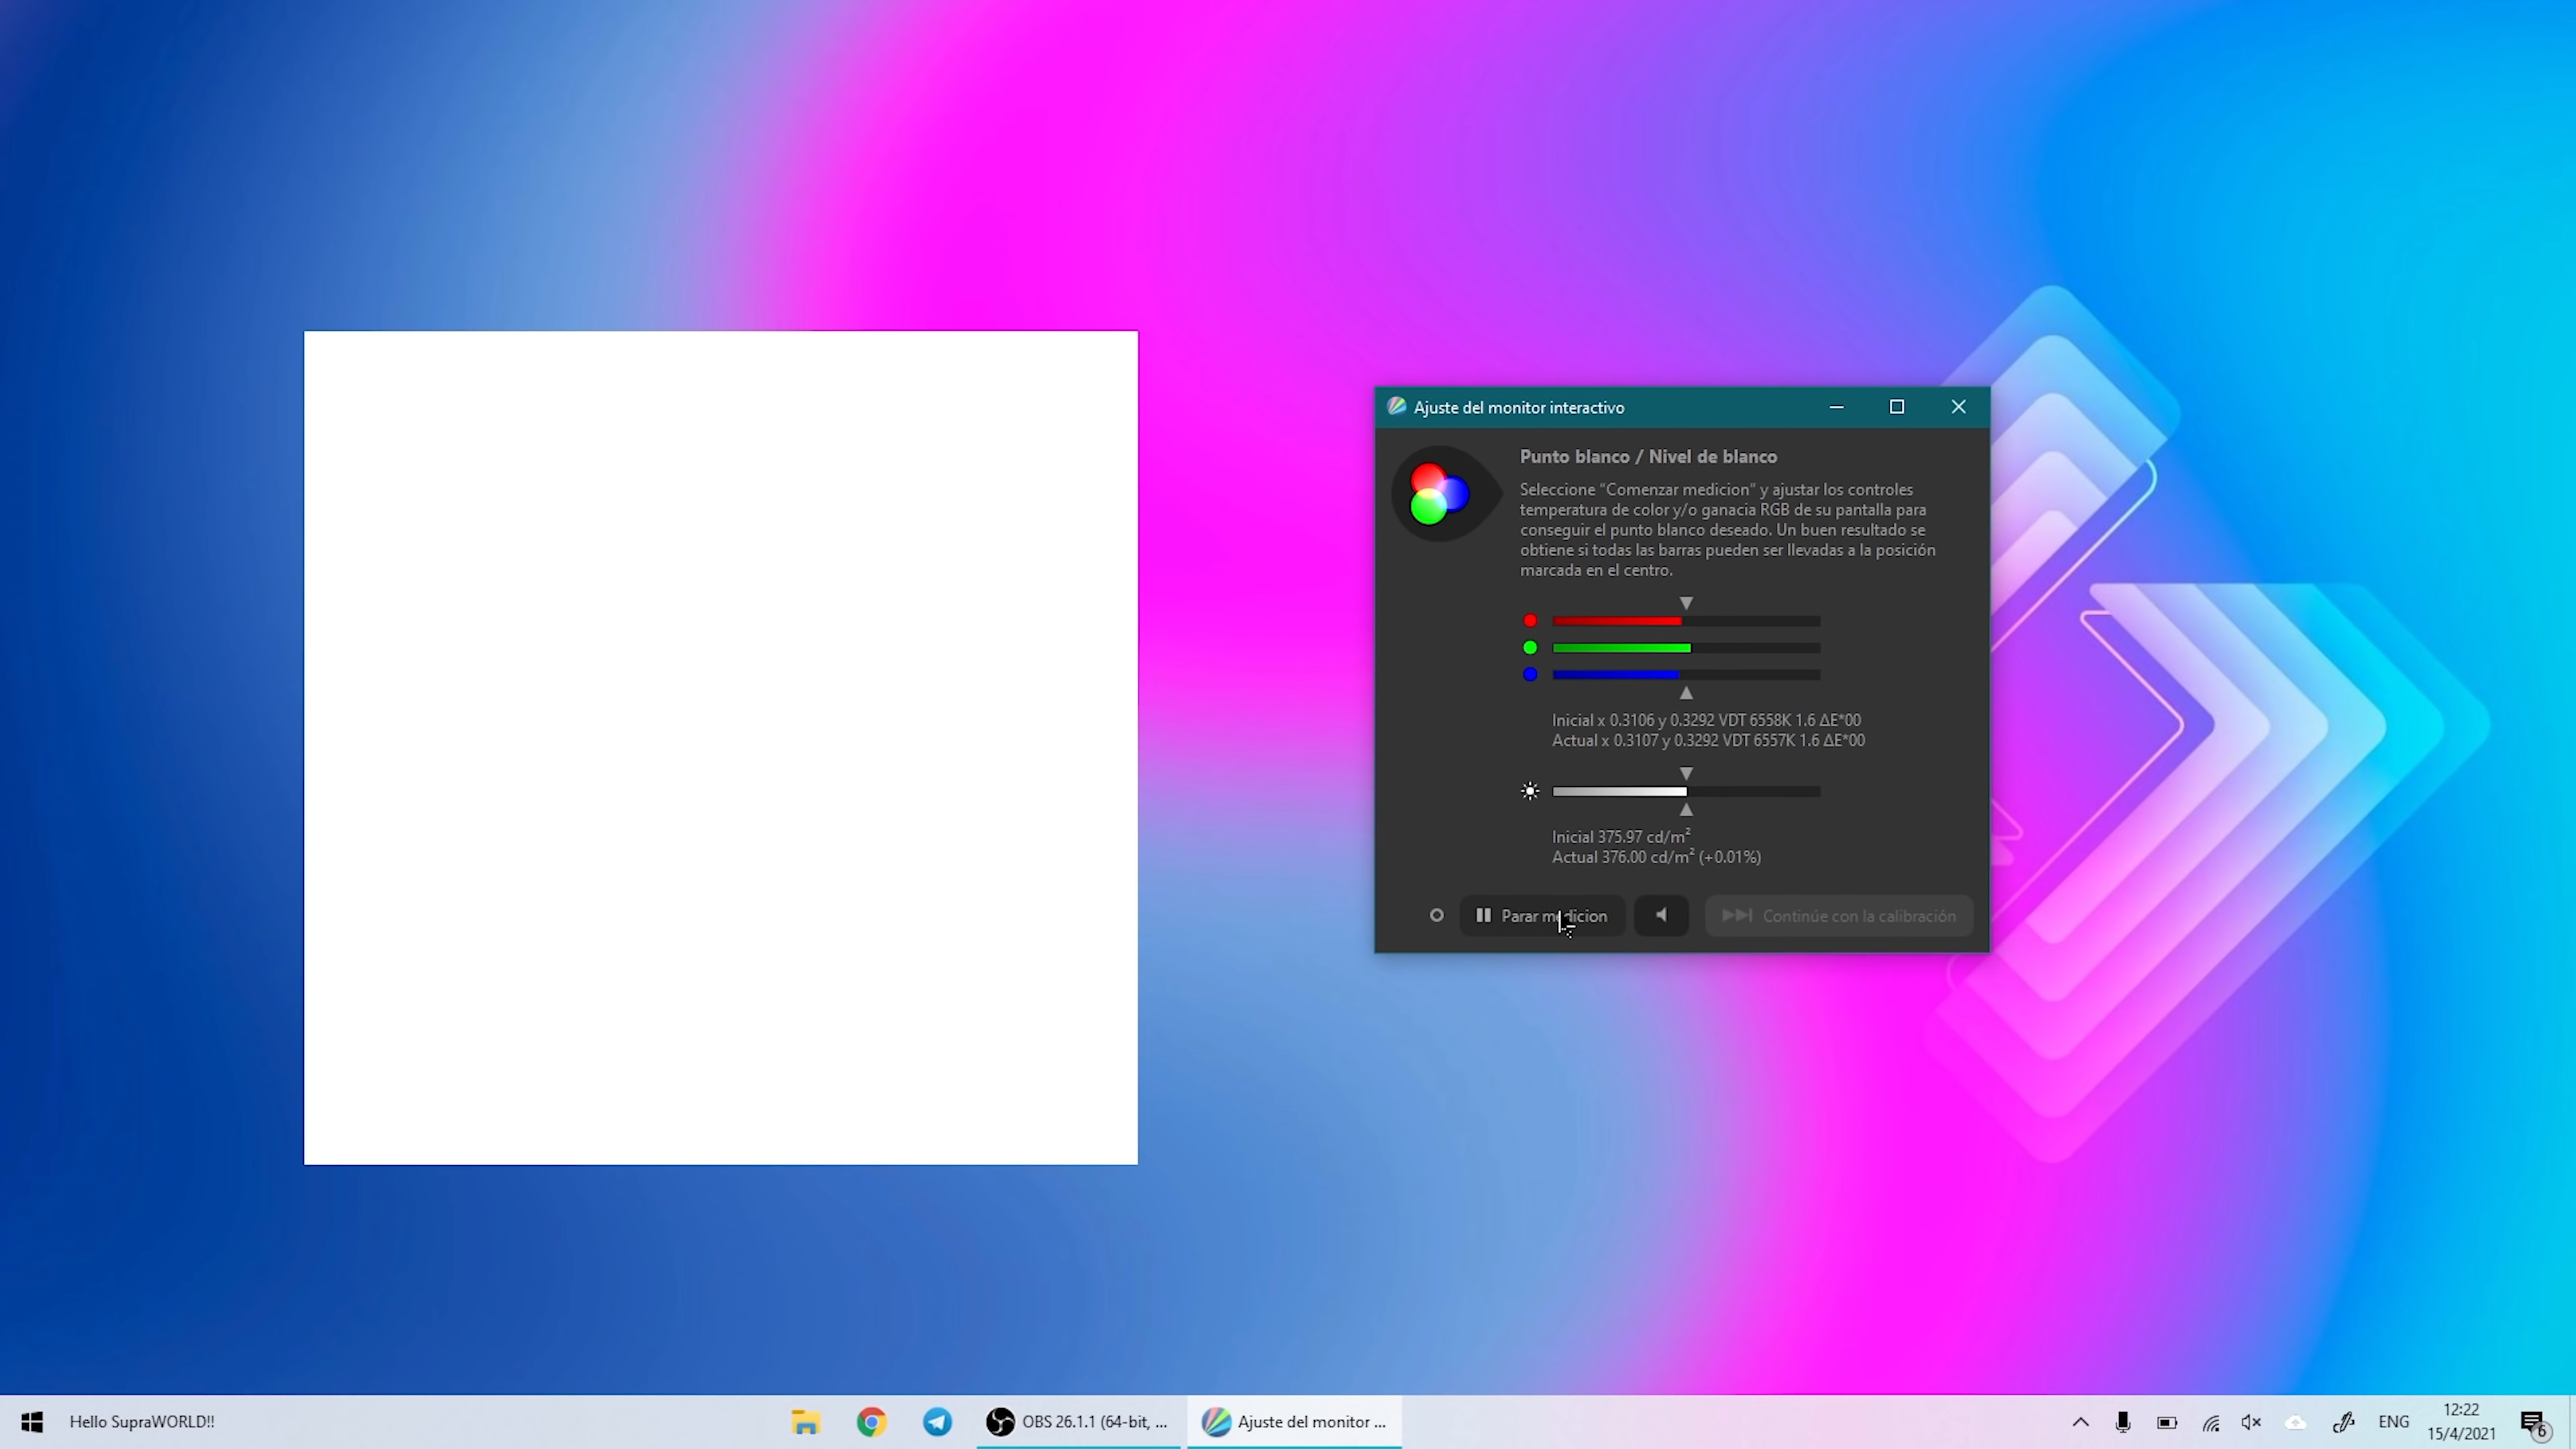 Ajuste del monitor interactivo
Punto blanco / Nivel de blanco
Seleccione "Comenzar medicion" y ajustar los controles
temperatura de color y/o ganacia RGB de su pantalla para
conseguir el punto blanco deseado. Un buen resultado se
obtiene si todas las barras pueden ser llevadas a la posición
marcada en el centro.
Inicial x 0.3106 y 0.3292 VDT 6558K 1.6 ΔE*00
Actual x 0.3107 y 0.3292 VDT 6557K 1.6 ΔE*00
Inicial 375.97 cd/m²
Actual 376.00 cd/m² (+0.01%)
Parar medicion
Continúe con la calibración
Hello SupraWORLD!!
OBS 26.1.1 (64-bit, ...
Ajuste del monitor ...
ENG
12:22
15/4/2021
6